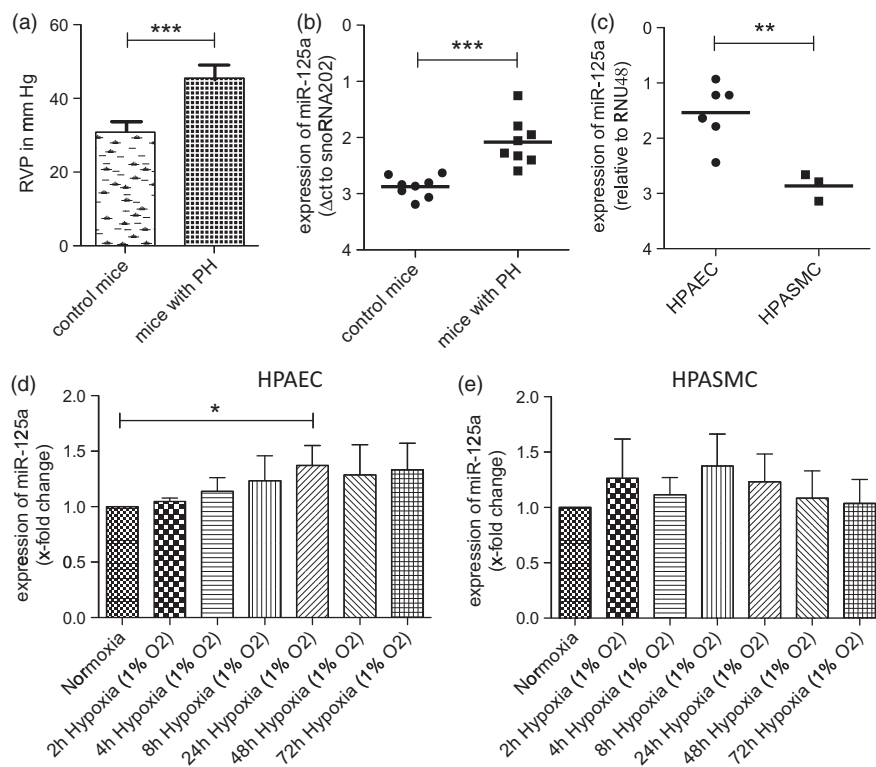 (a)
***
60
40
20
0
RVP in mm Hg
control mice
mice with PH
(b)
***
0
1
2
3
4
expression of miR-125a
(Δct to snoRNA202)
control mice
mice with PH
(c)
**
0
1
2
3
4
expression of miR-125a
(relative to RNU48)
HPAEC
HPASMC
(d)
HPAEC
*
2.0
1.5
1.0
0.5
0.0
expression of miR-125a
(x-fold change)
Normoxia
2h Hypoxia (1% O2)
4h Hypoxia (1% O2)
8h Hypoxia (1% O2)
24h Hypoxia (1% O2)
48h Hypoxia (1% O2)
72h Hypoxia (1% O2)
(e)
HPASMC
2.0
1.5
1.0
0.5
0.0
expression of miR-125a
(x-fold change)
Normoxia
2h Hypoxia (1% O2)
4h Hypoxia (1% O2)
8h Hypoxia (1% O2)
24h Hypoxia (1% O2)
48h Hypoxia (1% O2)
72h Hypoxia (1% O2)